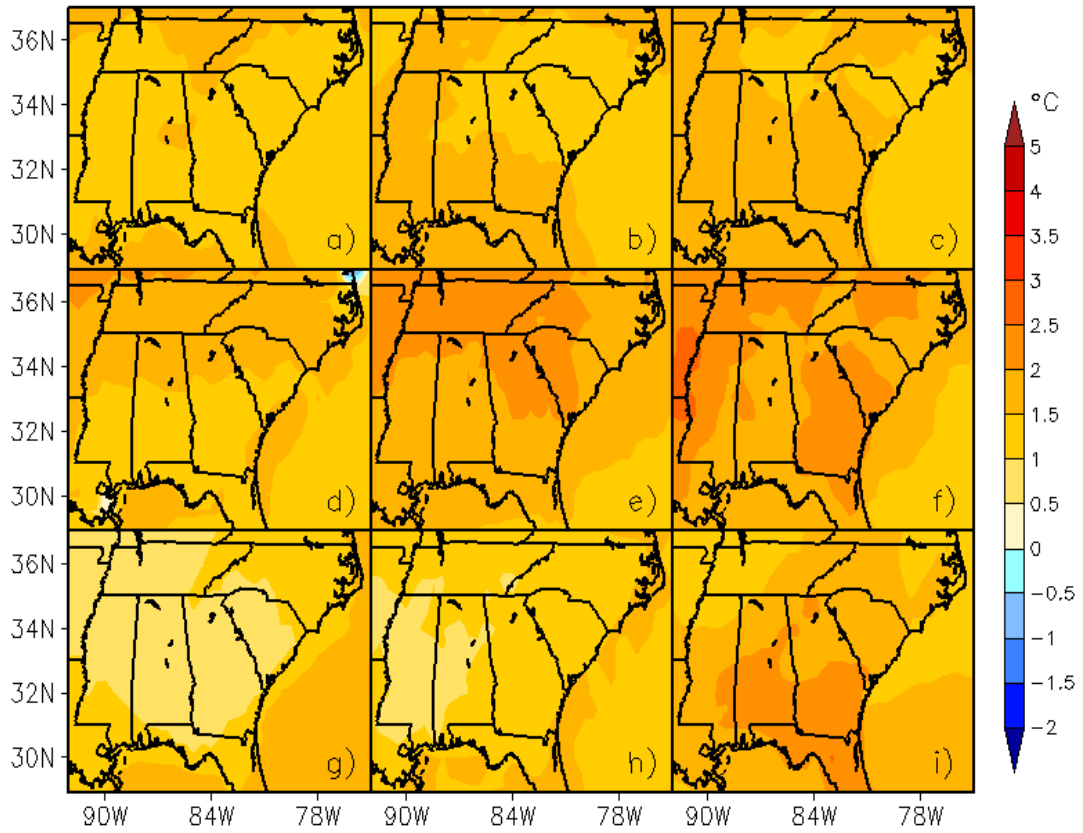 36N
34N
32N
30N
a)
b)
c)
36N
34N
32N
30N
d)
e)
f)
36N
34N
32N
30N
g)
h)
i)
90W 84W 78W 90W 84W 78W 90W 84W 78W
°C
5
4
3.5
3
2.5
2
1.5
1
0.5
0
−0.5
−1
−1.5
−2